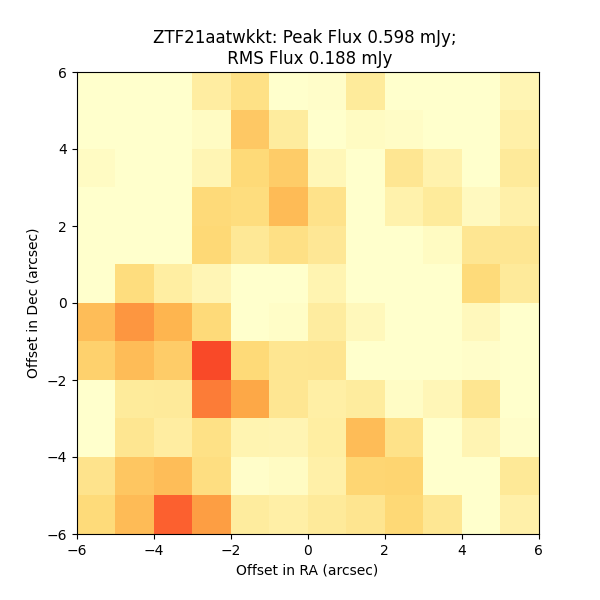 ZTF21aatwkkt: Peak Flux 0.598 mJy;
RMS Flux 0.188 mJy
6
4
2
0
−2
−4
−6
Offset in Dec (arcsec)
−6 −4 −2 0 2 4 6
Offset in RA (arcsec)